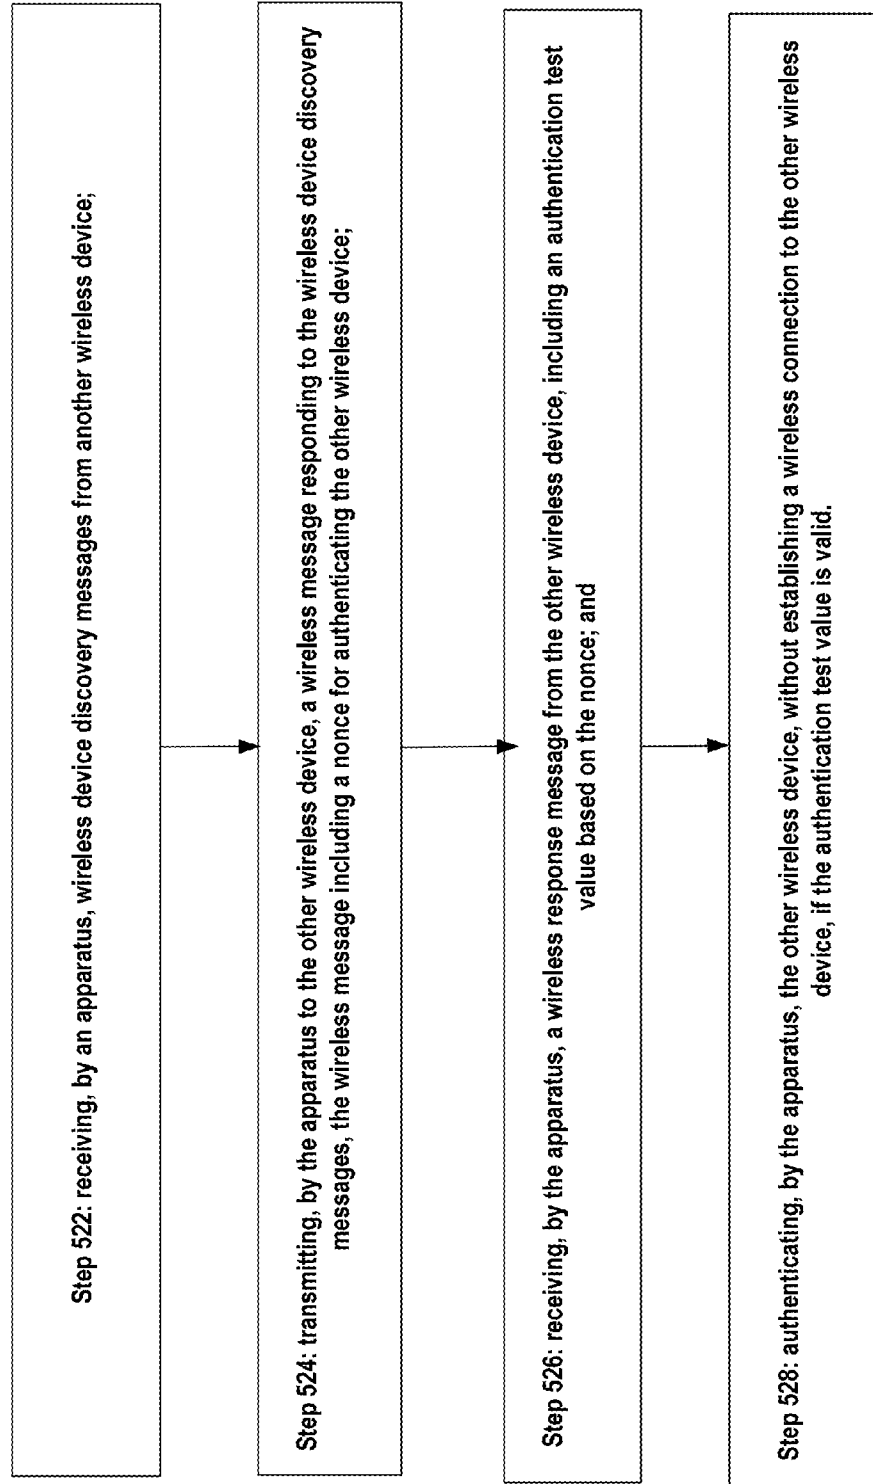 Step 522: receiving, by an apparatus, wireless device discovery messages from another wireless device;
Step 524: transmitting, by the apparatus to the other wireless device, a wireless message responding to the wireless device discovery
messages, the wireless message including a nonce for authenticating the other wireless device;
Step 526: receiving, by the apparatus, a wireless response message from the other wireless device, including an authentication test
value based on the nonce; and
Step 528: authenticating, by the apparatus, the other wireless device, without establishing a wireless connection to the other wireless
device, if the authentication test value is valid.